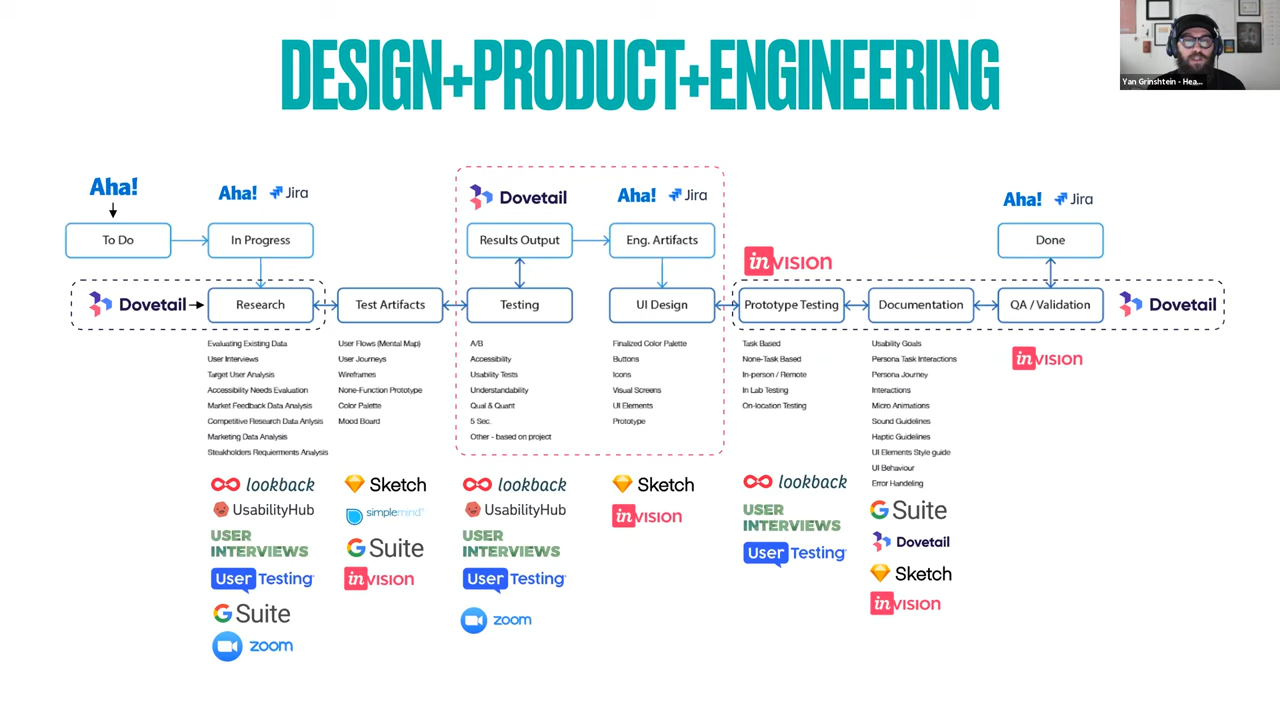 DESIGN+PRODUCT+ENGINEERING
Yan Grinshtein - Hea...
Aha!
Aha! Jira
Dovetail
Aha! Jira
Aha! Jira
To Do
In Progress
Results Output
Eng. Artifacts
Done
invision
Dovetail
Research
Test Artifacts
Testing
UI Design
Prototype Testing
Documentation
QA / Validation
Dovetail
Evaluating Existing Data
User Interviews
Target User Analysis
Accessibility Needs Evaluation
Market Feedback Data Analysis
Competitive Research Data Anlysis
Marketing Data Analysis
Steakholders Requierments Analysis
lookback
UsabilityHub
USER
INTERVIEWS
UserTesting
G Suite
zoom
User Flows (Mental Map)
User Journeys
Wireframes
None-Function Prototype
Color Palette
Mood Board
Sketch
simplemind
G Suite
invision
A/B
Accessibility
Usability Tests
Understandability
Qual & Quant
5 Sec.
Other - based on project
lookback
UsabilityHub
USER
INTERVIEWS
UserTesting
zoom
Finalized Color Palette
Buttons
Icons
Visual Screens
UI Elements
Prototype
Sketch
invision
Task Based
None-Task Based
In-person / Remote
In Lab Testing
On-location Testing
lookback
USER
INTERVIEWS
UserTesting
Usability Goals
Persona Task Interactions
Persona Journey
Interactions
Micro Animations
Sound Guidelines
Haptic Guidelines
UI Elements Style guide
UI Behaviour
Error Handeling
G Suite
Dovetail
Sketch
invision
invision